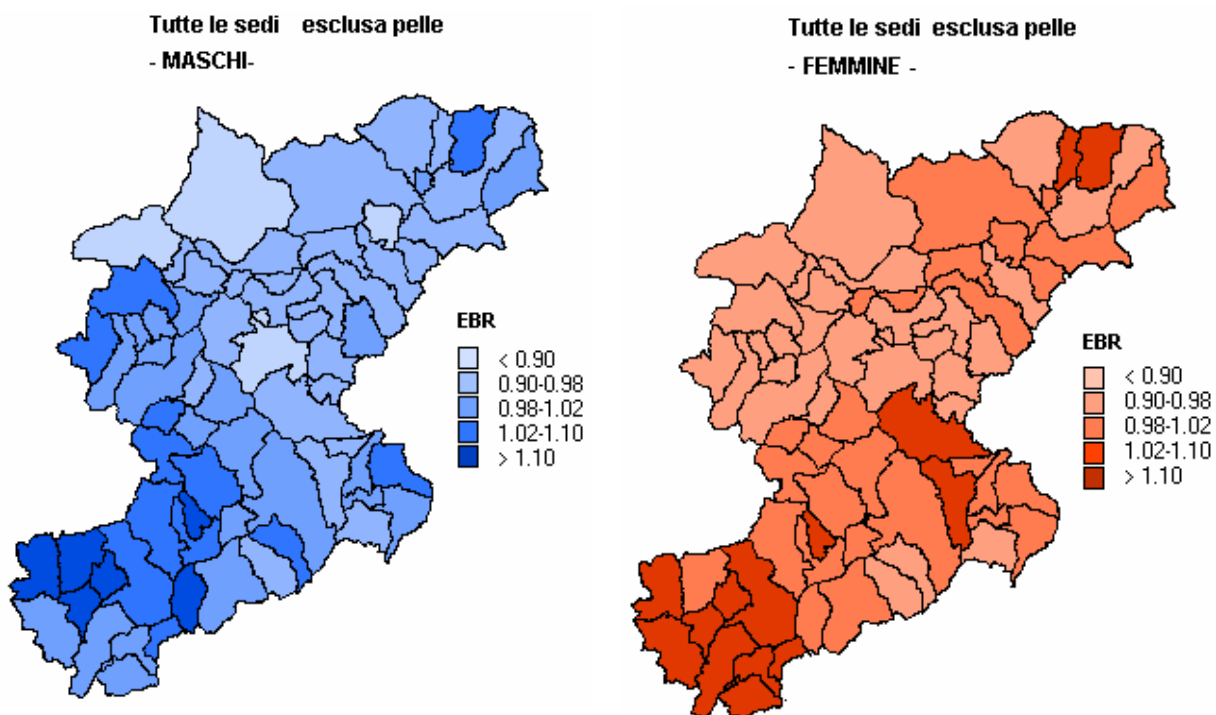 Tutte le sedi esclusa pelle
- MASCHI-
EBR
< 0.90
0.90-0.98
0.98-1.02
1.02-1.10
> 1.10
Tutte le sedi esclusa pelle
- FEMMINE -
EBR
< 0.90
0.90-0.98
0.98-1.02
1.02-1.10
> 1.10